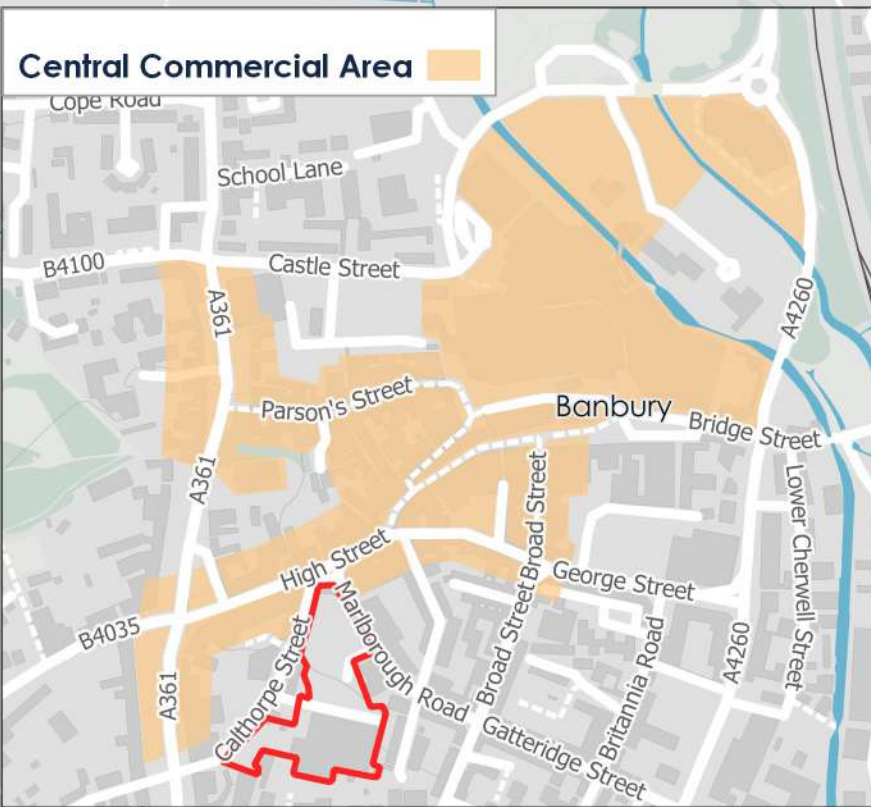 Central Commercial Area
Cope Road
School Lane
B4100
Castle Street
A361
A4260
Parson's Street
Banbury
Bridge Street
A361
Broad Street
Lower Cherwell Street
High Street
George Street
B4035
Marlborough Road
Broad Street
Calthorpe Street
Britannia Road
A4260
A361
Gatteridge Street